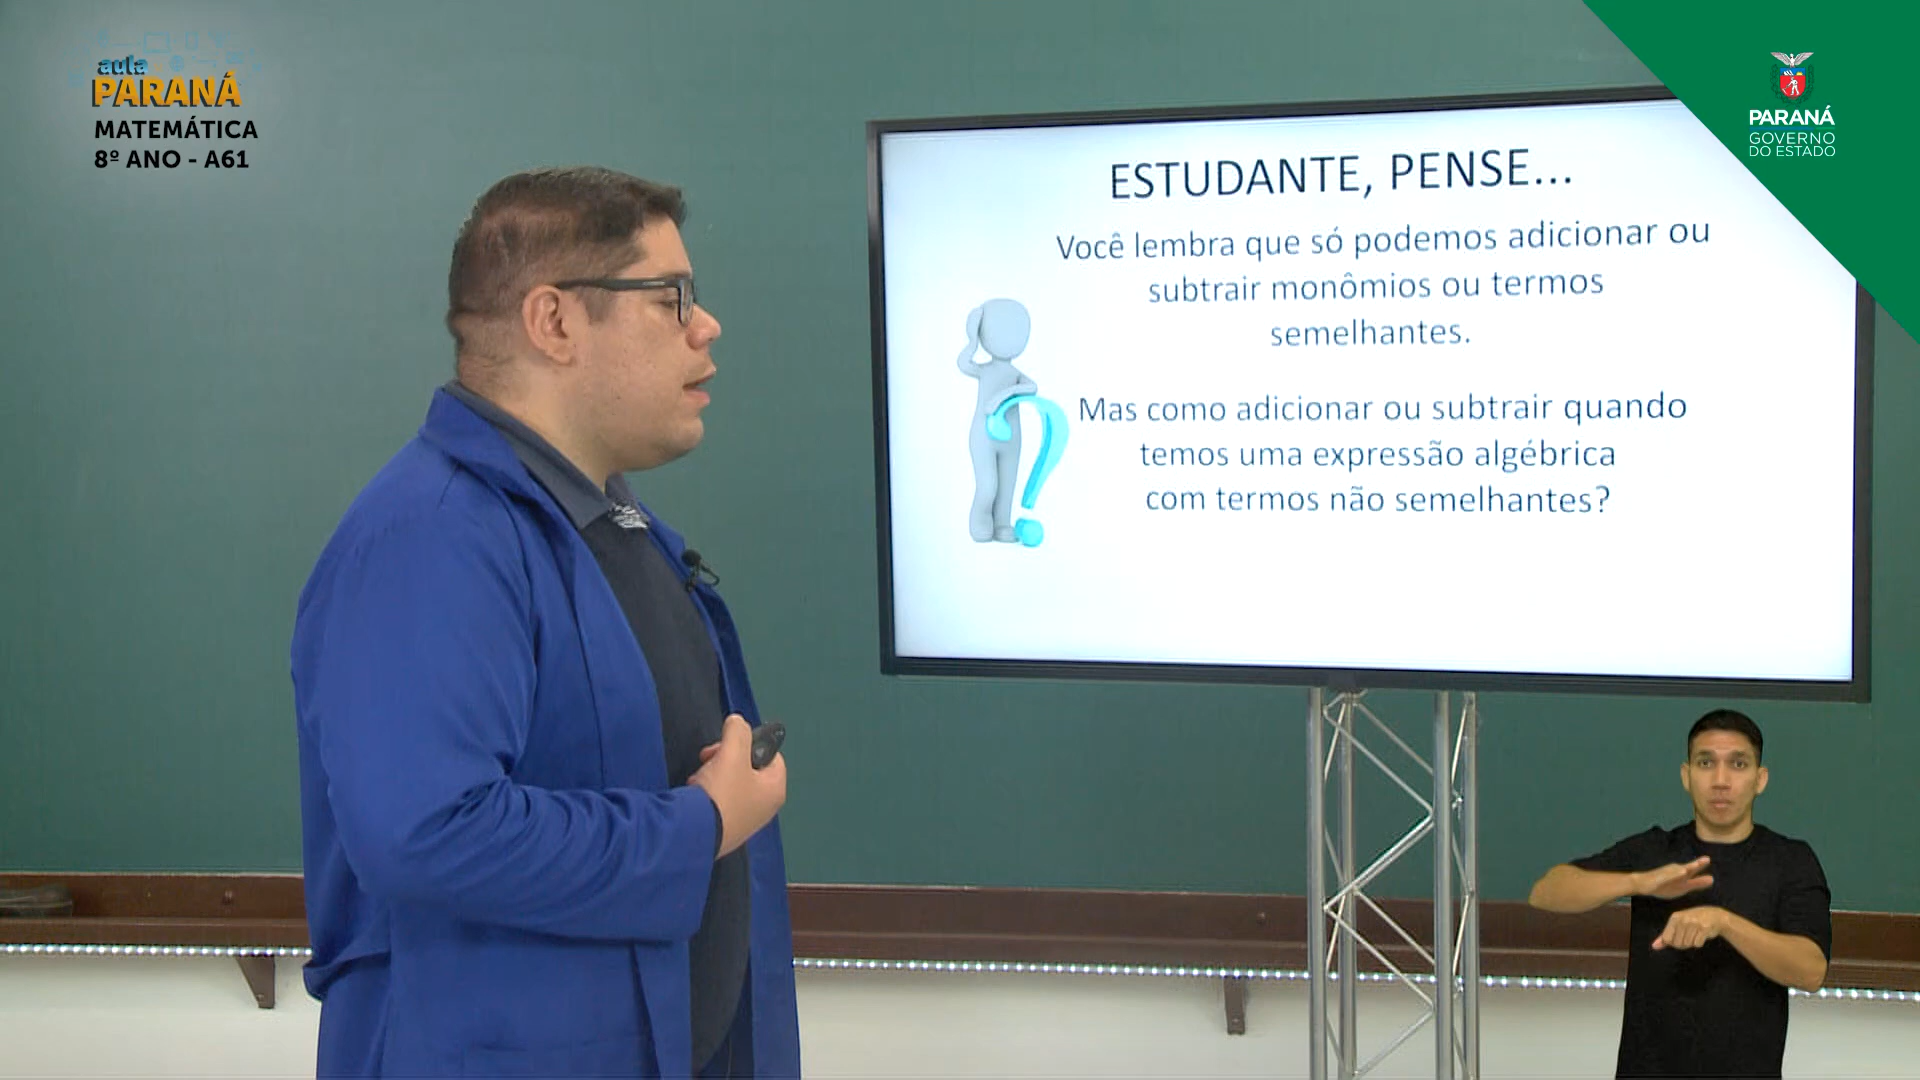 aula
PARANÁ
MATEMÁTICA
8º ANO - A61
PARANÁ
GOVERNO
DO ESTADO
ESTUDANTE, PENSE...
Você lembra que só podemos adicionar ou
subtrair monômios ou termos
semelhantes.
Mas como adicionar ou subtrair quando
temos uma expressão algébrica
com termos não semelhantes?